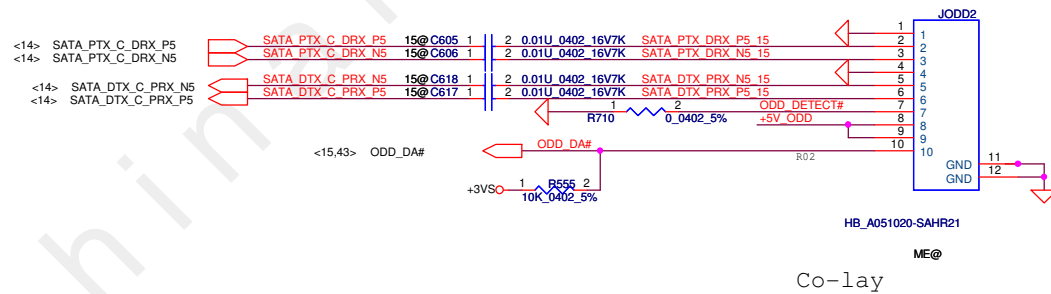 JODD2
<14> SATA_PTX_C_DRX_P5 SATA_PTX_C_DRX_P5 15@ C605 1 2 0.01U_0402_16V7K SATA_PTX_DRX_P5_15
<14> SATA_PTX_C_DRX_N5 SATA_PTX_C_DRX_N5 15@ C606 1 2 0.01U_0402_16V7K SATA_PTX_DRX_N5_15
<14> SATA_DTX_C_PRX_N5 SATA_DTX_C_PRX_N5 15@ C618 1 2 0.01U_0402_16V7K SATA_DTX_PRX_N5_15
<14> SATA_DTX_C_PRX_P5 SATA_DTX_C_PRX_P5 15@ C617 1 2 0.01U_0402_16V7K SATA_DTX_PRX_P5_15
1 1
2 2
3 3
4 4
5 5
6 6
7 7
8 8
9 9
10 10
1 2 ODD_DETECT#
R710 0_0402_5%
+5V_ODD
<15,43> ODD_DA# ODD_DA#
R02
GND 11
GND 12
+3VS 1 R555 2
10K_0402_5%
HB_A051020-SAHR21
ME@
Co-lay
h i n a